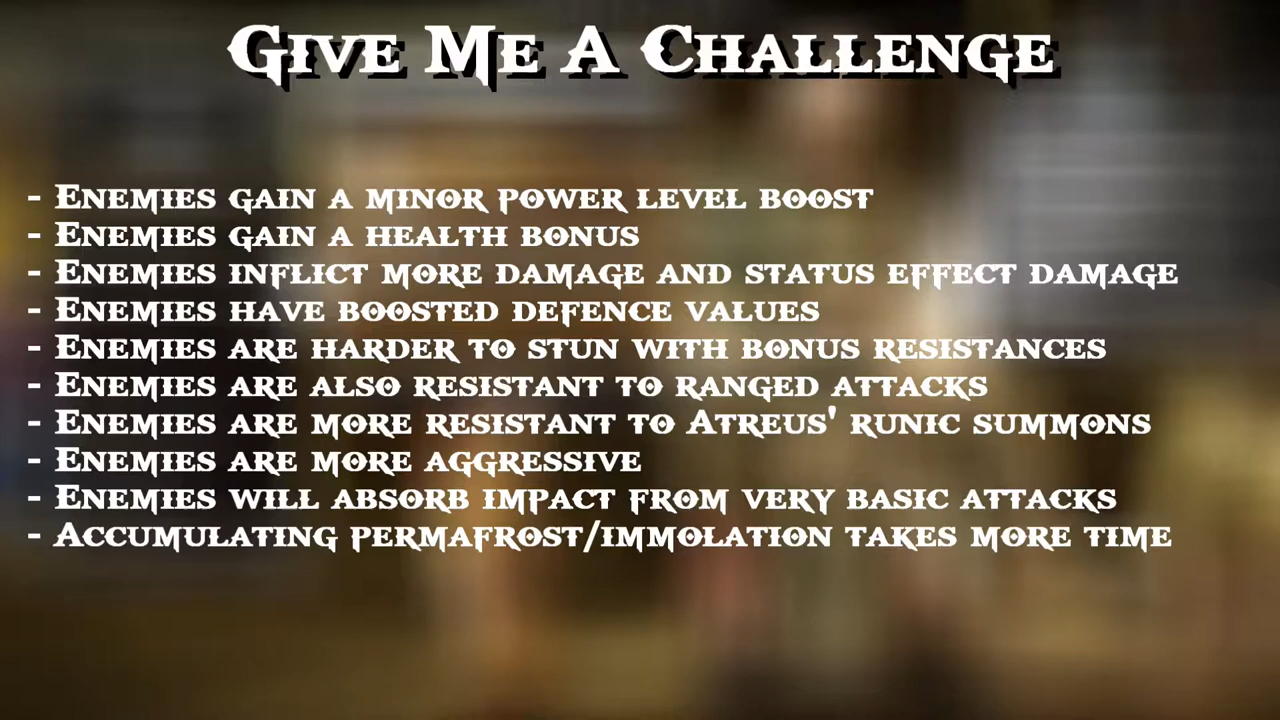 Give Me A Challenge
- Enemies gain a minor power level boost
- Enemies gain a health bonus
- Enemies inflict more damage and status effect damage
- Enemies have boosted defence values
- Enemies are harder to stun with bonus resistances
- Enemies are also resistant to ranged attacks
- Enemies are more resistant to Atreus' runic summons
- Enemies are more aggressive
- Enemies will absorb impact from very basic attacks
- Accumulating permafrost/immolation takes more time